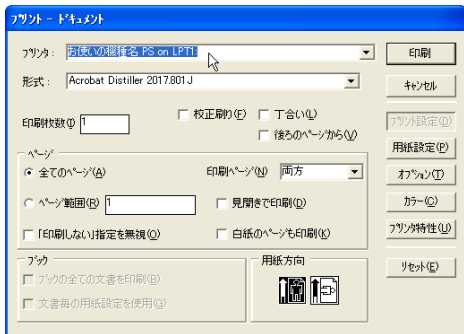 プリント - ドキュメント
プリンタ: お使いの機種名 PS on LPT1:
印刷
形式: Acrobat Distiller 2017.801 J
キャンセル
印刷枚数(I) 1
校正刷り(F)
丁合い(L)
プリント設定(D)
後ろのページから(V)
用紙設定(P)
ページ
全てのページ(A)
印刷ページ(N) 両方
オプション(T)
ページ範囲(R) 1
見開きで印刷(D)
カラー(C)
「印刷しない」指定を無視(O)
白紙のページも印刷(K)
プリンタ特性(U)
ブック
用紙方向
リセット(E)
ブックの全ての文書を印刷(B)
文書毎の用紙設定を使用(G)